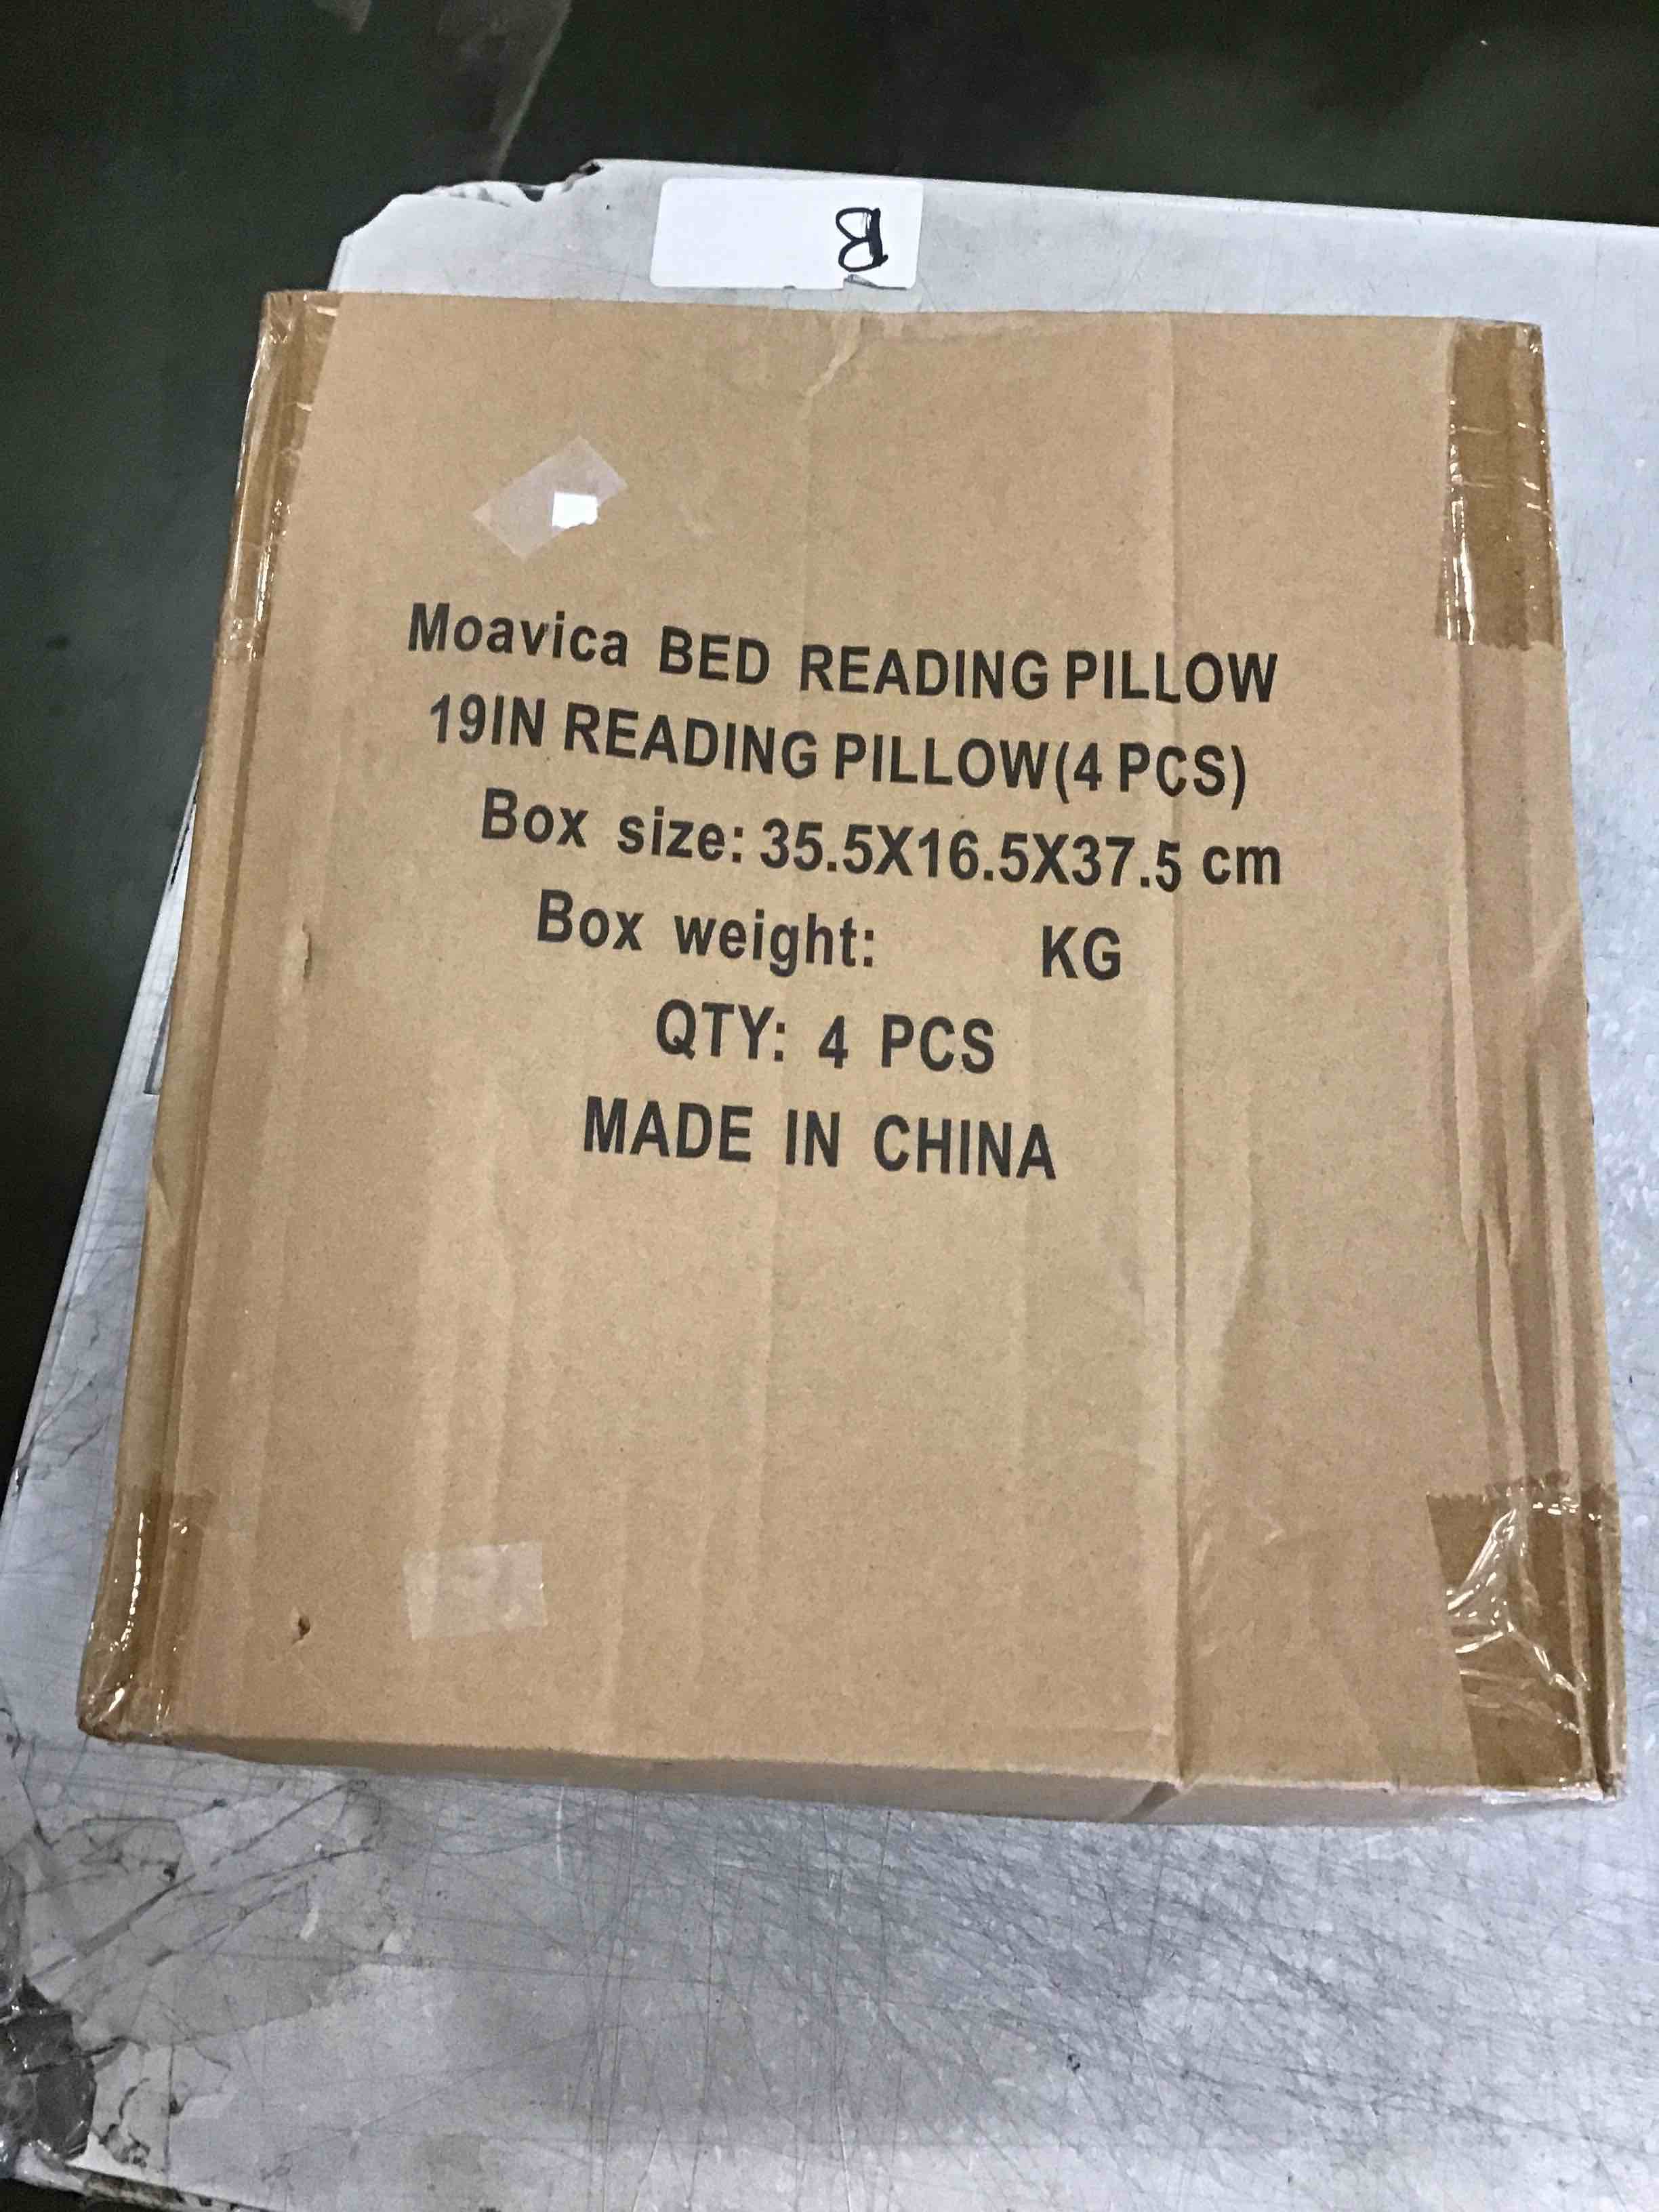 B
Moavica BED READING PILLOW
19IN READING PILLOW(4 PCS)
Box size: 35.5X16.5X37.5 cm
Box weight: KG
QTY: 4 PCS
MADE IN CHINA